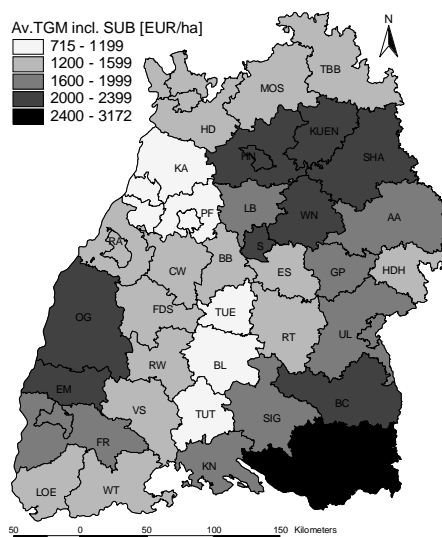 Av.TGM incl. SUB [EUR/ha]
715 - 1199
1200 - 1599
1600 - 1999
2000 - 2399
2400 - 3172
N
TBB
MOS
HD
KUEN
HN
SHA
KA
PF
LB
WN
AA
RA
S
CW
BB
ES
GP
HDH
OG
FDS
TUE
RT
UL
RW
BL
EM
VS
TUT
SIG
BC
FR
KN
LOE
WT
50 0 50 100 150 Kilometers